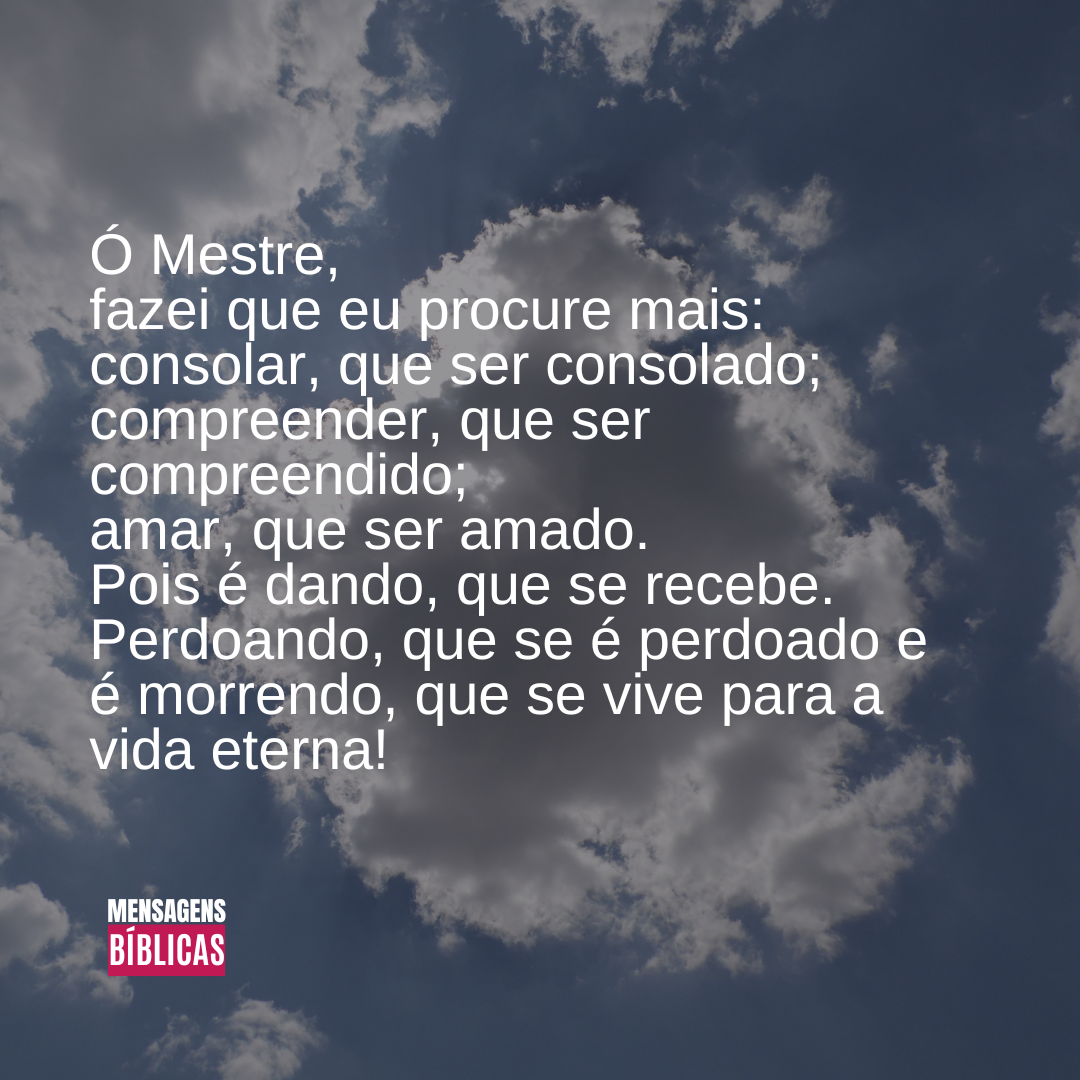 Ó Mestre,
fazei que eu procure mais:
consolar, que ser consolado;
compreender, que ser
compreendido;
amar, que ser amado.
Pois é dando, que se recebe.
Perdoando, que se é perdoado e
é morrendo, que se vive para a
vida eterna!
MENSAGENS
BÍBLICAS